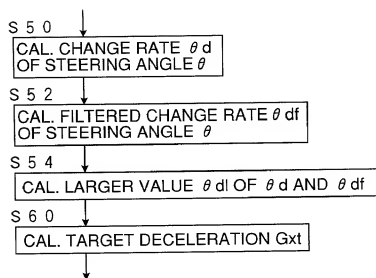 S 5 0
CAL. CHANGE RATE θ d
OF STEERING ANGLE θ
S 5 2
CAL. FILTERED CHANGE RATE θ df
OF STEERING ANGLE θ
S 5 4
CAL. LARGER VALUE θ dl OF θ d AND θ df
S 6 0
CAL. TARGET DECELERATION Gxt